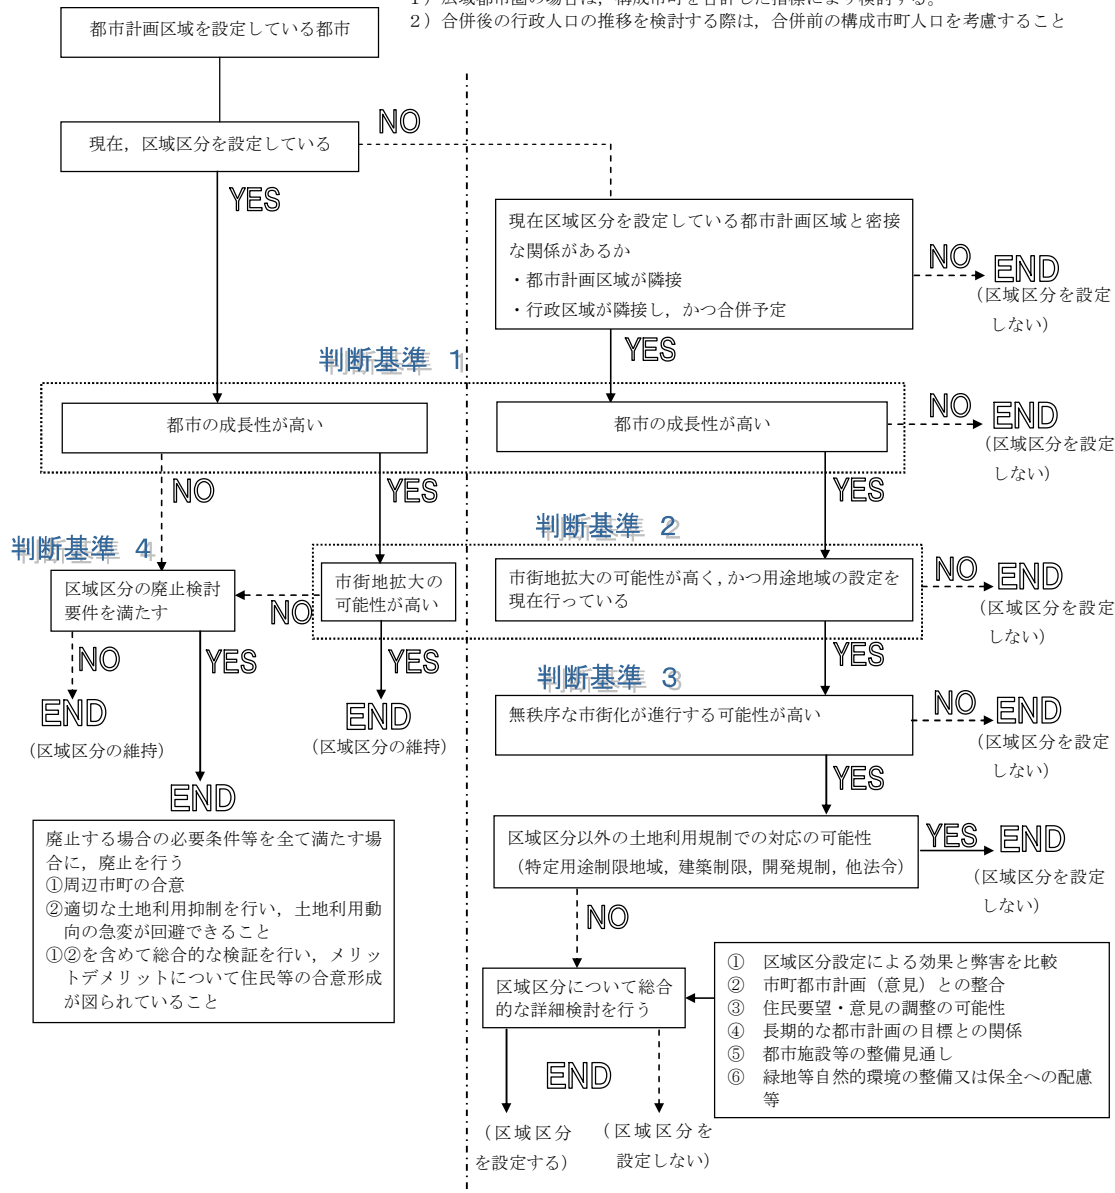 1）広域都市圏の場合は，構成市町を合計した指標により検討する。
2）合併後の行政人口の推移を検討する際は，合併前の構成市町人口を考慮すること
都市計画区域を設定している都市
現在，区域区分を設定している
NO
YES
現在区域区分を設定している都市計画区域と密接
な関係があるか
・都市計画区域が隣接
・行政区域が隣接し，かつ合併予定
NO
END
（区域区分を設定
しない）
YES
判断基準 1
都市の成長性が高い
都市の成長性が高い
NO
END
（区域区分を設定
しない）
NO
YES
YES
判断基準 4
判断基準 2
区域区分の廃止検討
要件を満たす
NO
市街地拡大の
可能性が高い
市街地拡大の可能性が高く，かつ用途地域の設定を
現在行っている
NO
END
（区域区分を設定
しない）
NO
YES
YES
YES
END
（区域区分の維持）
END
（区域区分の維持）
判断基準 3
無秩序な市街化が進行する可能性が高い
NO
END
（区域区分を設定
しない）
YES
END
廃止する場合の必要条件等を全て満たす場
合に，廃止を行う
①周辺市町の合意
②適切な土地利用抑制を行い，土地利用動
向の急変が回避できること
①②を含めて総合的な検証を行い，メリッ
トデメリットについて住民等の合意形成
が図られていること
区域区分以外の土地利用規制での対応の可能性
（特定用途制限地域，建築制限，開発規制，他法令）
YES
END
（区域区分を設定
しない）
NO
区域区分について総合
的な詳細検討を行う
① 区域区分設定による効果と弊害を比較
② 市町都市計画（意見）との整合
③ 住民要望・意見の調整の可能性
④ 長期的な都市計画の目標との関係
⑤ 都市施設等の整備見通し
⑥ 緑地等自然的環境の整備又は保全への配慮
等
END
（区域区分
を設定する）
（区域区分を
設定しない）